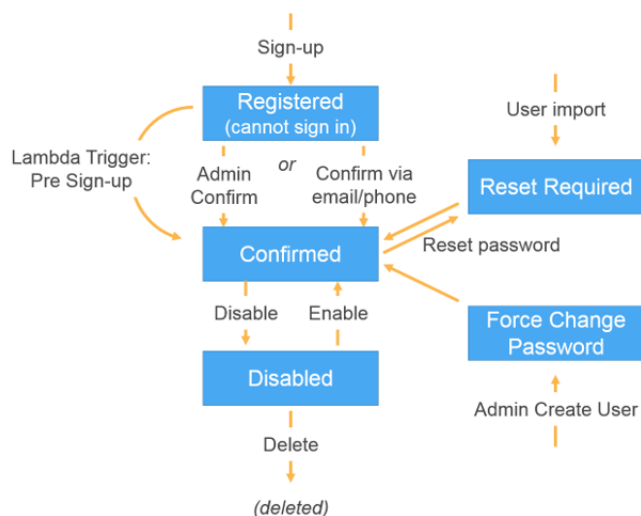 Sign-up
Registered
(cannot sign in)
User import
Lambda Trigger:
Pre Sign-up
Admin
Confirm
or
Confirm via
email/phone
Reset Required
Confirmed
Reset password
Disable
Enable
Force Change
Password
Disabled
Admin Create User
Delete
(deleted)